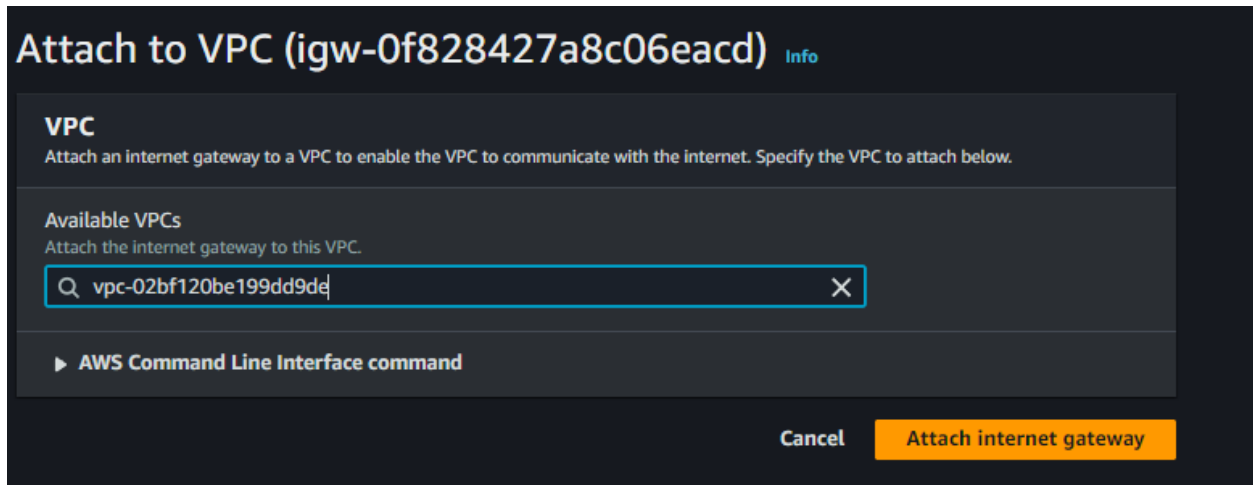 Attach to VPC (igw-0f828427a8c06eacd) Info
VPC
Attach an internet gateway to a VPC to enable the VPC to communicate with the internet. Specify the VPC to attach below.
Available VPCs
Attach the internet gateway to this VPC.
vpc-02bf120be199dd9de
AWS Command Line Interface command
Cancel Attach internet gateway